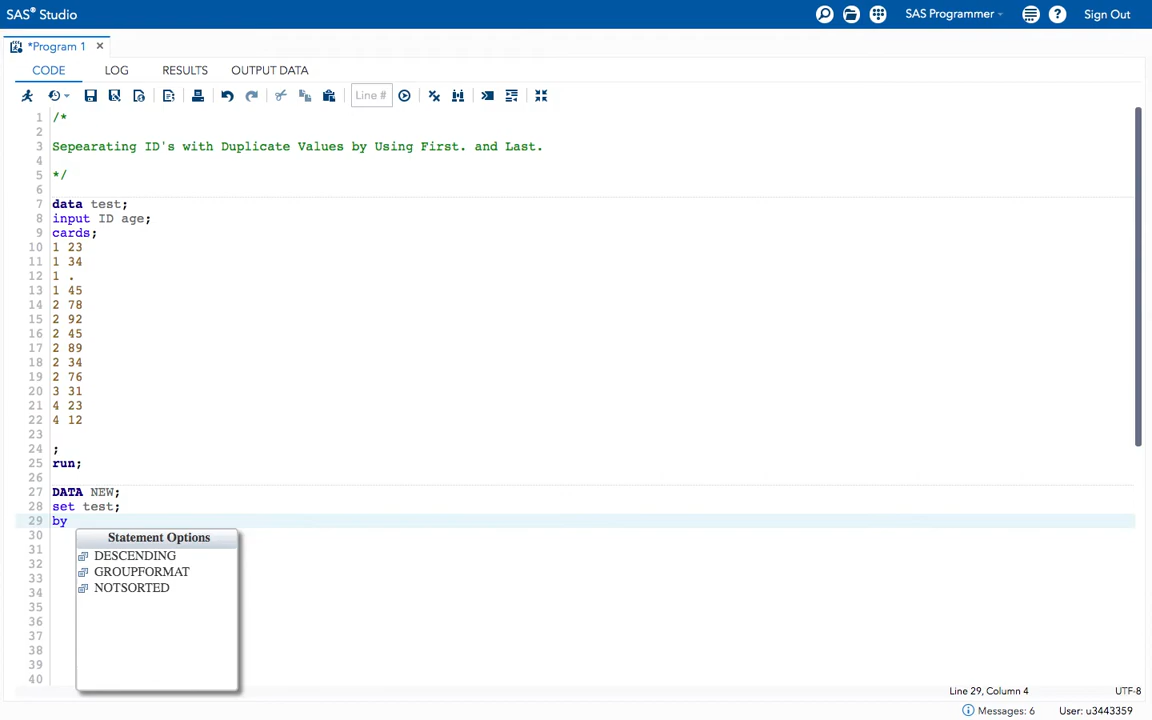 SAS® Studio
SAS Programmer
Sign Out
*Program 1
CODE LOG RESULTS OUTPUT DATA
Line #
1 /*
2
3 Sepearating ID's with Duplicate Values by Using First. and Last.
4
5 */
6
7 data test;
8 input ID age;
9 cards;
10 1 23
11 1 34
12 1 .
13 1 45
14 2 78
15 2 92
16 2 45
17 2 89
18 2 34
19 2 76
20 3 31
21 4 23
22 4 12
23
24 ;
25 run;
26
27 DATA NEW;
28 set test;
29 by
30 Statement Options
31 DESCENDING
32 GROUPFORMAT
33 NOTSORTED
34
35
36
37
38
39
40
Line 29, Column 4
UTF-8
Messages: 6
User: u3443359